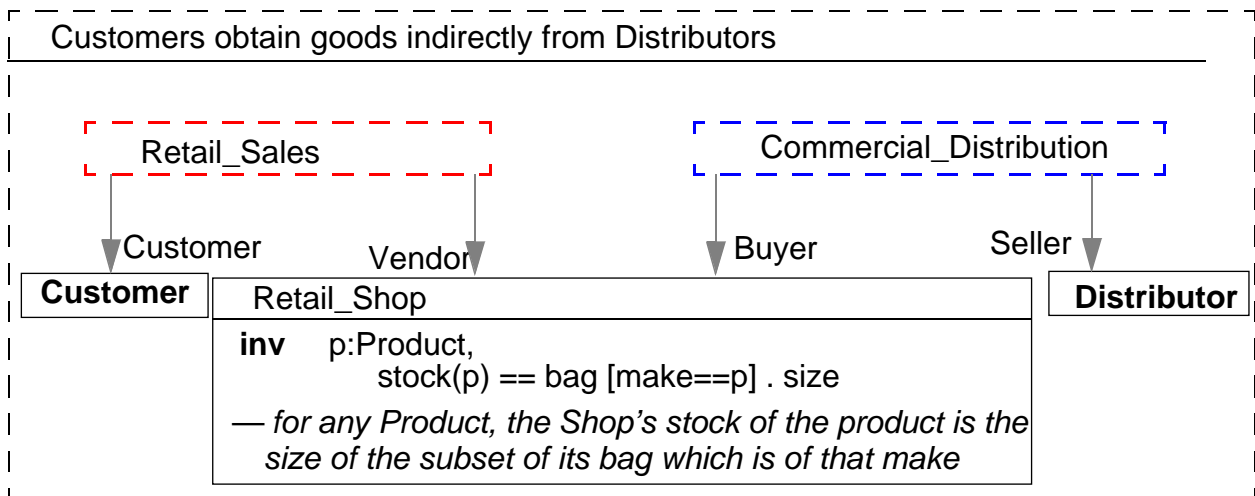 Customers obtain goods indirectly from Distributors
Retail_Sales
Commercial_Distribution
Customer
Vendor
Buyer
Seller
Customer
Retail_Shop
Distributor
inv p:Product,
stock(p) == bag [make==p] . size
— for any Product, the Shop’s stock of the product is the
size of the subset of its bag which is of that make